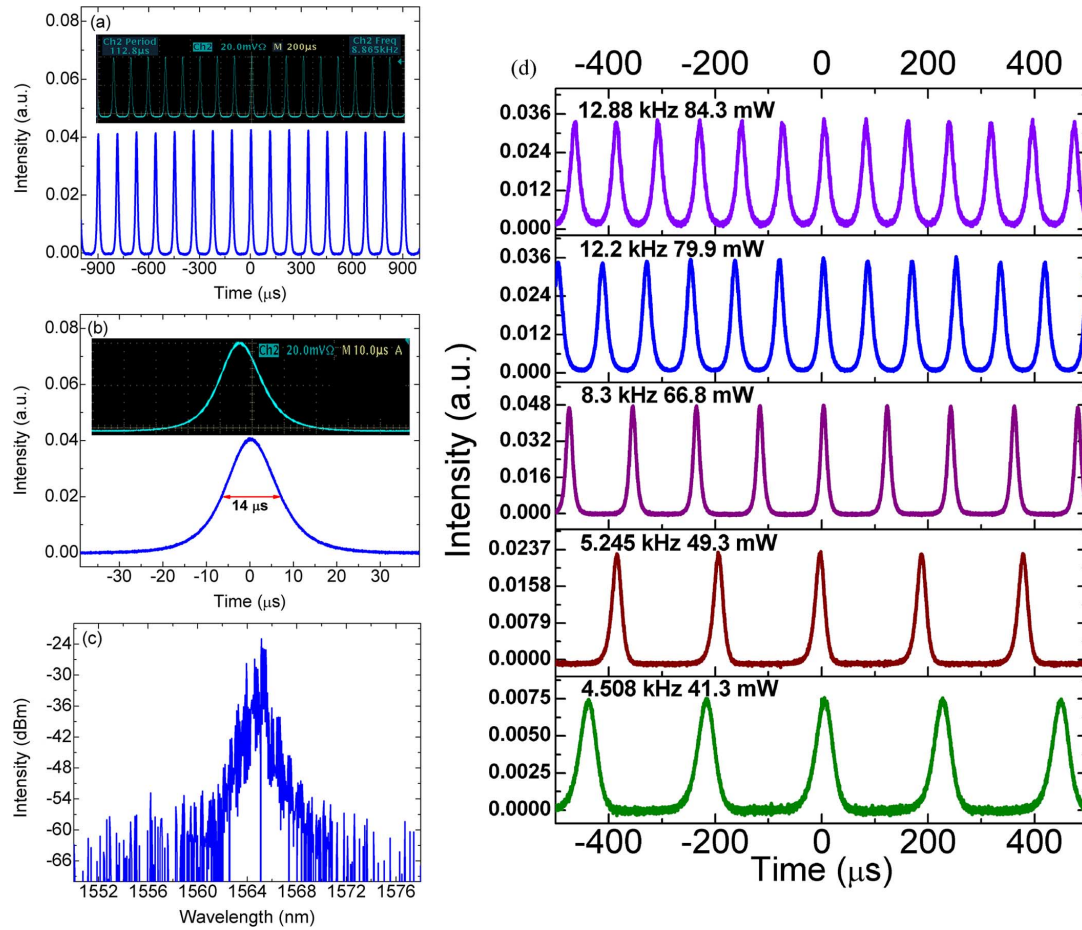 (a)
Ch2 Period
112.8μs
Ch2 20.0mVΩ M 200μs
Ch2 Freq
8.865kHz
0.08
0.06
0.04
0.02
0.00
Intensity (a.u.)
-900 -600 -300 0 300 600 900
Time (μs)
(b)
Ch2 20.0mVΩ M 10.0μs A
0.08
0.06
0.04
0.02
0.00
Intensity (a.u.)
14 μs
-30 -20 -10 0 10 20 30
Time (μs)
(c)
-24
-30
-36
-42
-48
-54
-60
-66
Intensity (dBm)
1552 1556 1560 1564 1568 1572 1576
Wavelength (nm)
(d)
-400 -200 0 200 400
12.88 kHz 84.3 mW
0.036
0.024
0.012
0.000
12.2 kHz 79.9 mW
0.036
0.024
0.012
0.000
8.3 kHz 66.8 mW
0.048
0.032
0.016
0.000
5.245 kHz 49.3 mW
0.0237
0.0158
0.0079
0.0000
4.508 kHz 41.3 mW
0.0075
0.0050
0.0025
0.0000
Intensity (a.u.)
-400 -200 0 200 400
Time (μs)